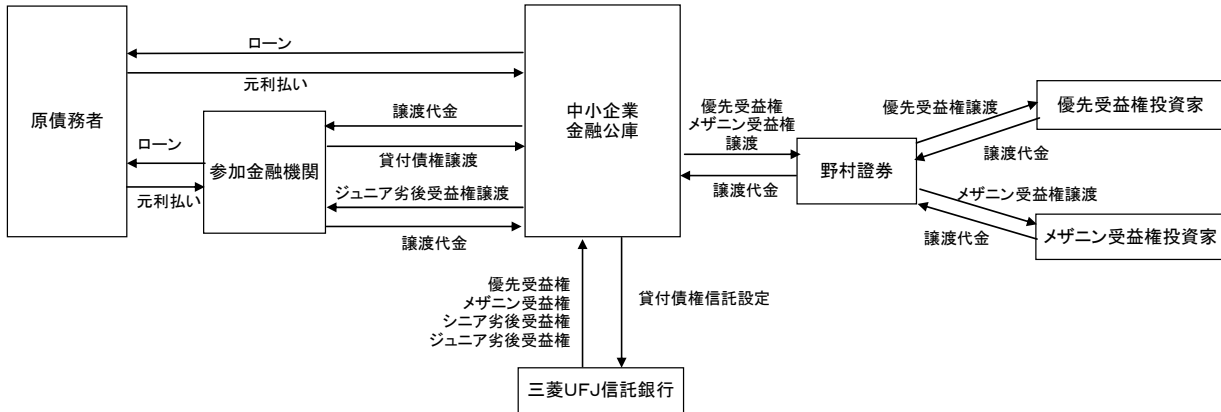 ローン
元利払い
原債務者
ローン
元利払い
参加金融機関
譲渡代金
貸付債権譲渡
ジュニア劣後受益権譲渡
譲渡代金
中小企業
金融公庫
優先受益権
メザニン受益権
譲渡
譲渡代金
野村證券
優先受益権譲渡
譲渡代金
優先受益権投資家
メザニン受益権譲渡
譲渡代金
メザニン受益権投資家
優先受益権
メザニン受益権
シニア劣後受益権
ジュニア劣後受益権
貸付債権信託設定
三菱UFJ信託銀行